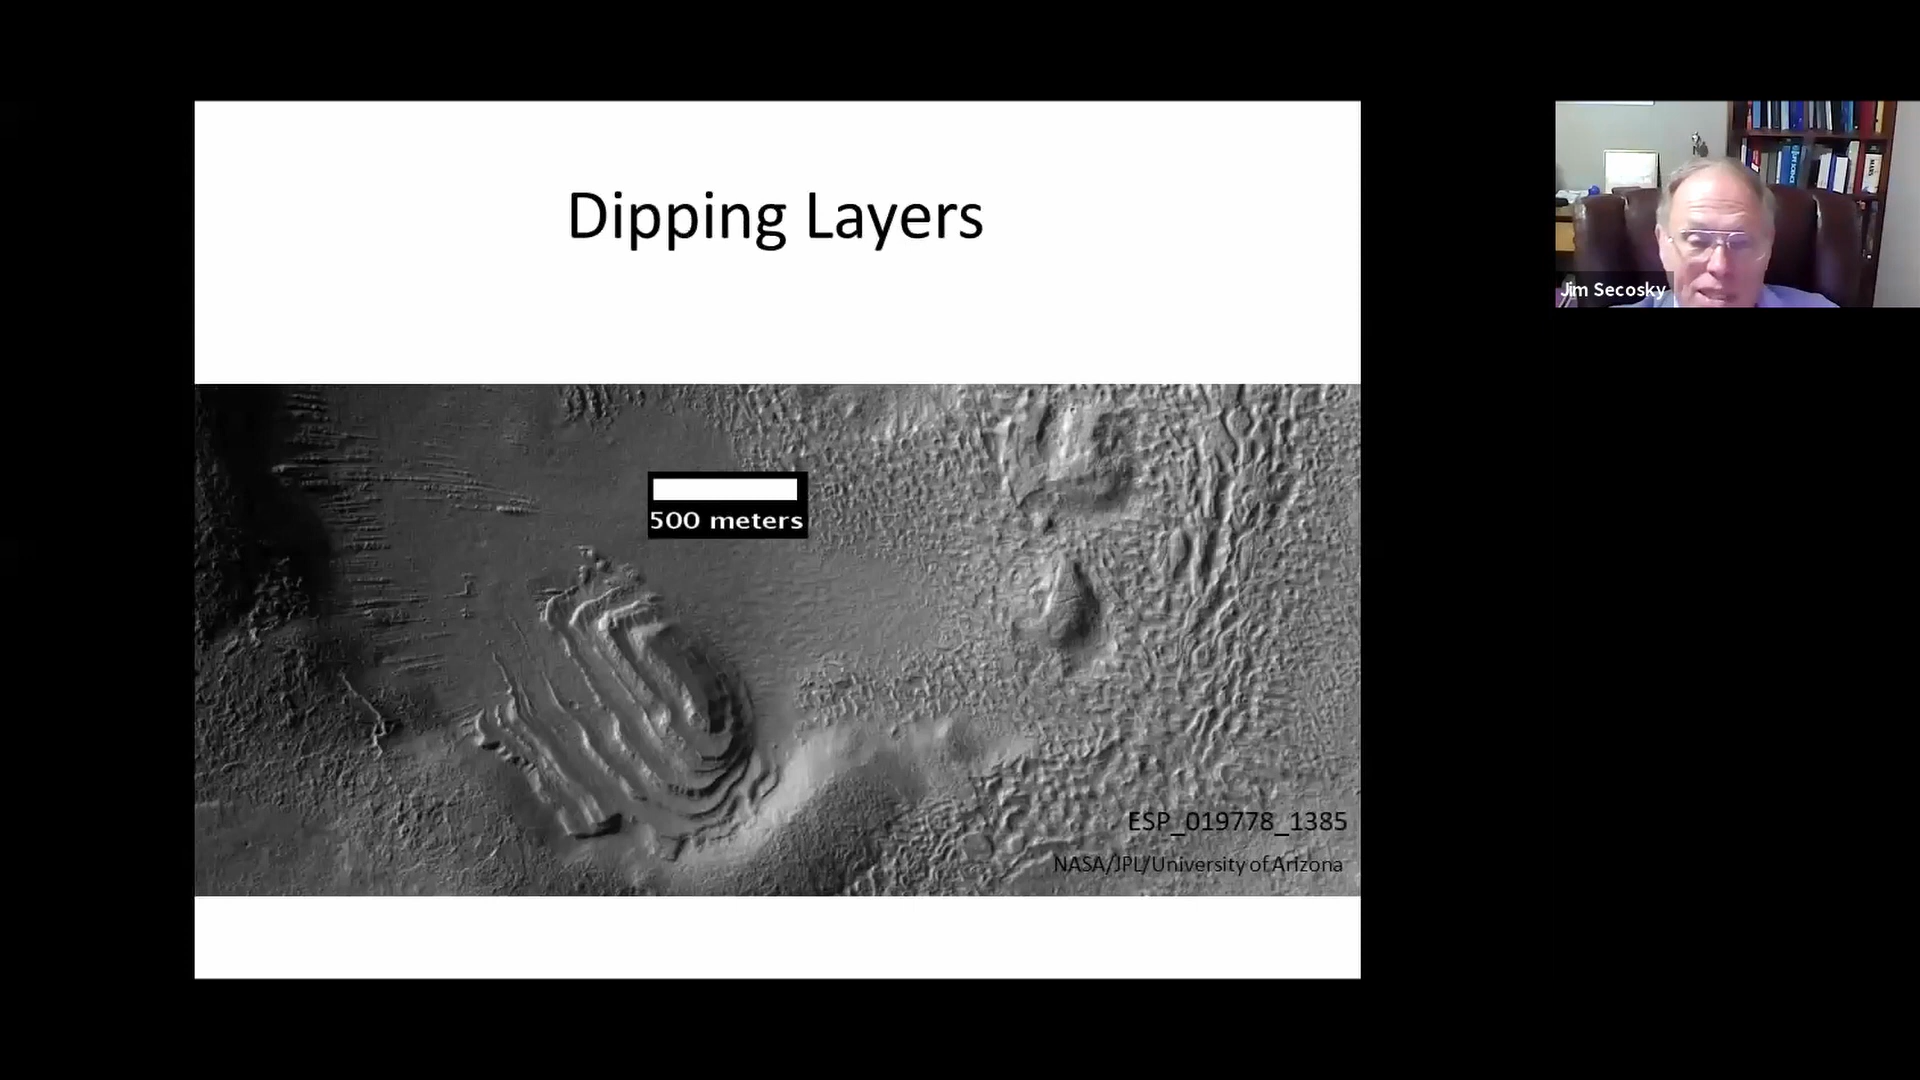 Dipping Layers
500 meters
ESP_019778_1385
NASA/JPL/University of Arizona
Jim Secosky